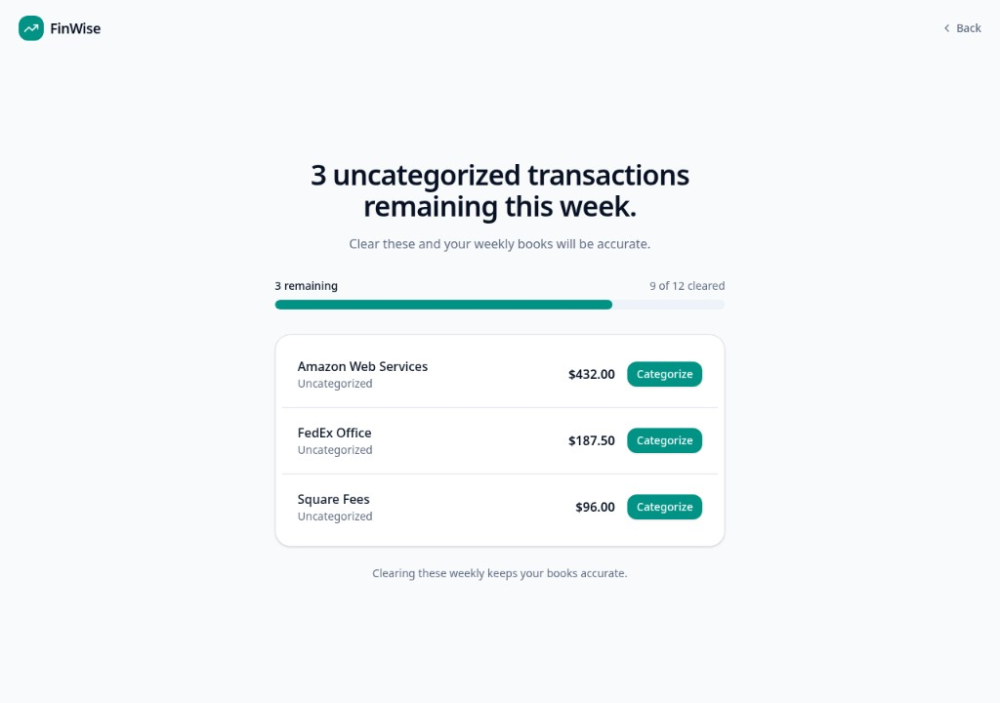 FinWise
Back
3 uncategorized transactions
remaining this week.
Clear these and your weekly books will be accurate.
3 remaining
9 of 12 cleared
Amazon Web Services
Uncategorized
$432.00
Categorize
FedEx Office
Uncategorized
$187.50
Categorize
Square Fees
Uncategorized
$96.00
Categorize
Clearing these weekly keeps your books accurate.